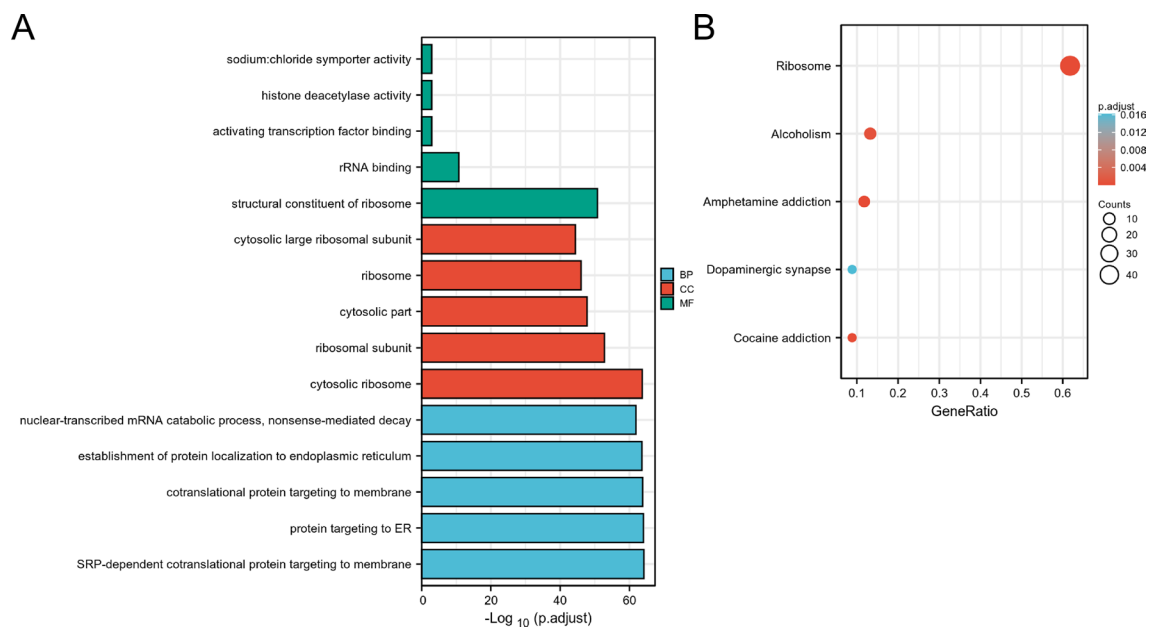 A
sodium:chloride symporter activity
histone deacetylase activity
activating transcription factor binding
rRNA binding
structural constituent of ribosome
cytosolic large ribosomal subunit
ribosome
cytosolic part
ribosomal subunit
cytosolic ribosome
nuclear-transcribed mRNA catabolic process, nonsense-mediated decay
establishment of protein localization to endoplasmic reticulum
cotranslational protein targeting to membrane
protein targeting to ER
SRP-dependent cotranslational protein targeting to membrane
0 20 40 60
-Log 10 (p.adjust)
BP
CC
MF
B
Ribosome
Alcoholism
Amphetamine addiction
Dopaminergic synapse
Cocaine addiction
0.1 0.2 0.3 0.4 0.5 0.6
GeneRatio
p.adjust
0.016
0.012
0.008
0.004
Counts
10
20
30
40